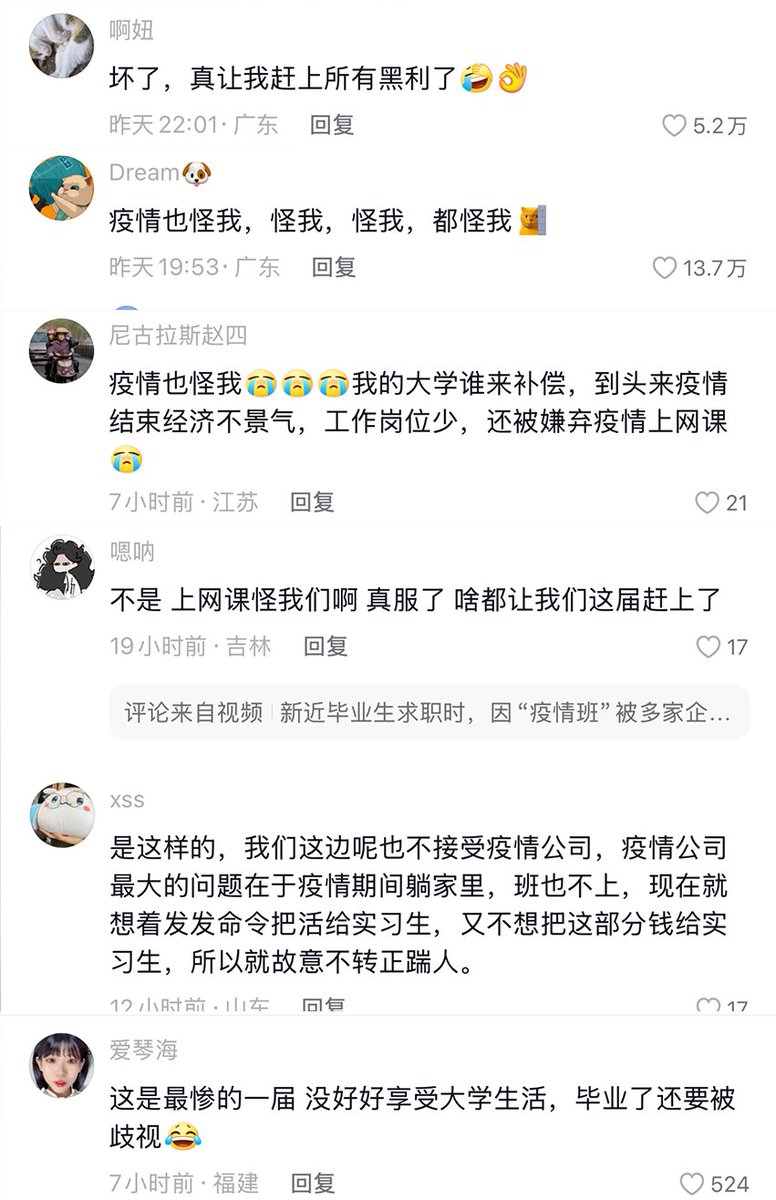 啊妞
坏了，真让我赶上所有黑利了🤣👌
昨天 22:01 · 广东 回复 5.2万
Dream🐶
疫情也怪我，怪我，怪我，都怪我
昨天 19:53 · 广东 回复 13.7万
尼古拉斯赵四
疫情也怪我😭😭😭我的大学谁来补偿，到头来疫情
结束经济不景气，工作岗位少，还被嫌弃疫情上网课
😭
7小时前 · 江苏 回复 21
嗯呐
不是 上网课怪我们啊 真服了 啥都让我们这届赶上了
19小时前 · 吉林 回复 17
评论来自视频 | 新近毕业生求职时，因“疫情班”被多家企...
xss
是这样的，我们这边呢也不接受疫情公司，疫情公司
最大的问题在于疫情期间躺家里，班也不上，现在就
想着发发命令把活给实习生，又不想把这部分钱给实
习生，所以就故意不转正踹人。
12小时前 · 山东 回复 17
爱琴海
这是最惨的一届 没好好享受大学生活，毕业了还要被
歧视😂
7小时前 · 福建 回复 524